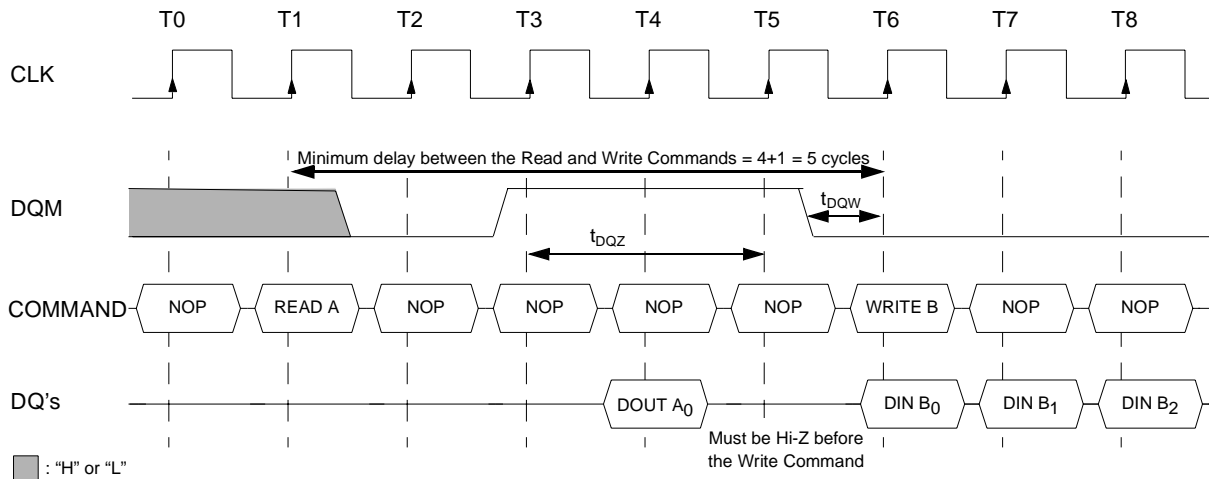 T0 T1 T2 T3 T4 T5 T6 T7 T8
CLK
Minimum delay between the Read and Write Commands = 4+1 = 5 cycles
DQM
tDQW
tDQZ
COMMAND NOP READ A NOP NOP NOP NOP WRITE B NOP NOP
DQ's DOUT A0 DIN B0 DIN B1 DIN B2
Must be Hi-Z before
the Write Command
: “H” or “L”